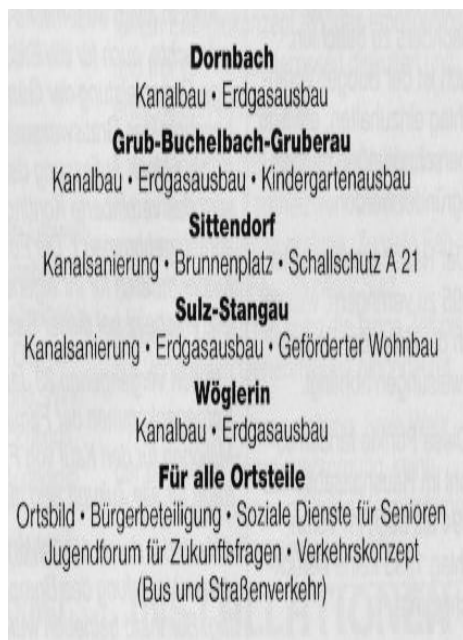 Dornbach
Kanalbau • Erdgasausbau
Grub-Buchelbach-Gruberau
Kanalbau • Erdgasausbau • Kindergartenausbau
Sittendorf
Kanalsanierung • Brunnenplatz • Schallschutz A 21
Sulz-Stangau
Kanalsanierung • Erdgasausbau • Geförderter Wohnbau
Wöglerin
Kanalbau • Erdgasausbau
Für alle Ortsteile
Ortsbild • Bürgerbeteiligung • Soziale Dienste für Senioren
Jugendforum für Zukunftsfragen • Verkehrskonzept
(Bus und Straßenverkehr)